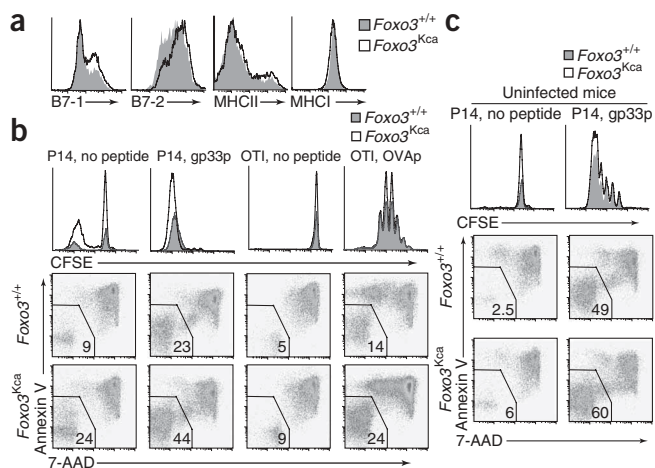 a
Foxo3+/+
Foxo3Kca
B7-1
B7-2
MHCII
MHCI
b
Foxo3+/+
Foxo3Kca
P14, no peptide
P14, gp33p
OTI, no peptide
OTI, OVAp
CFSE
Foxo3+/+
9
23
5
14
Foxo3Kca
Annexin V
24
44
9
24
7-AAD
c
Foxo3+/+
Foxo3Kca
Uninfected mice
P14, no peptide
P14, gp33p
CFSE
Foxo3+/+
2.5
49
Foxo3Kca
Annexin V
6
60
7-AAD